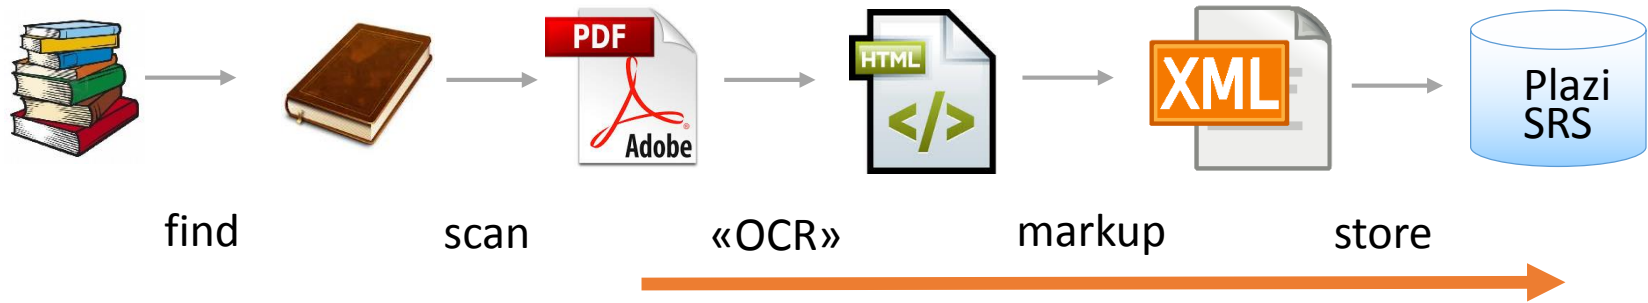 PDF
Adobe
HTML
</>
XML
Plazi
SRS
find
scan
«OCR»
markup
store